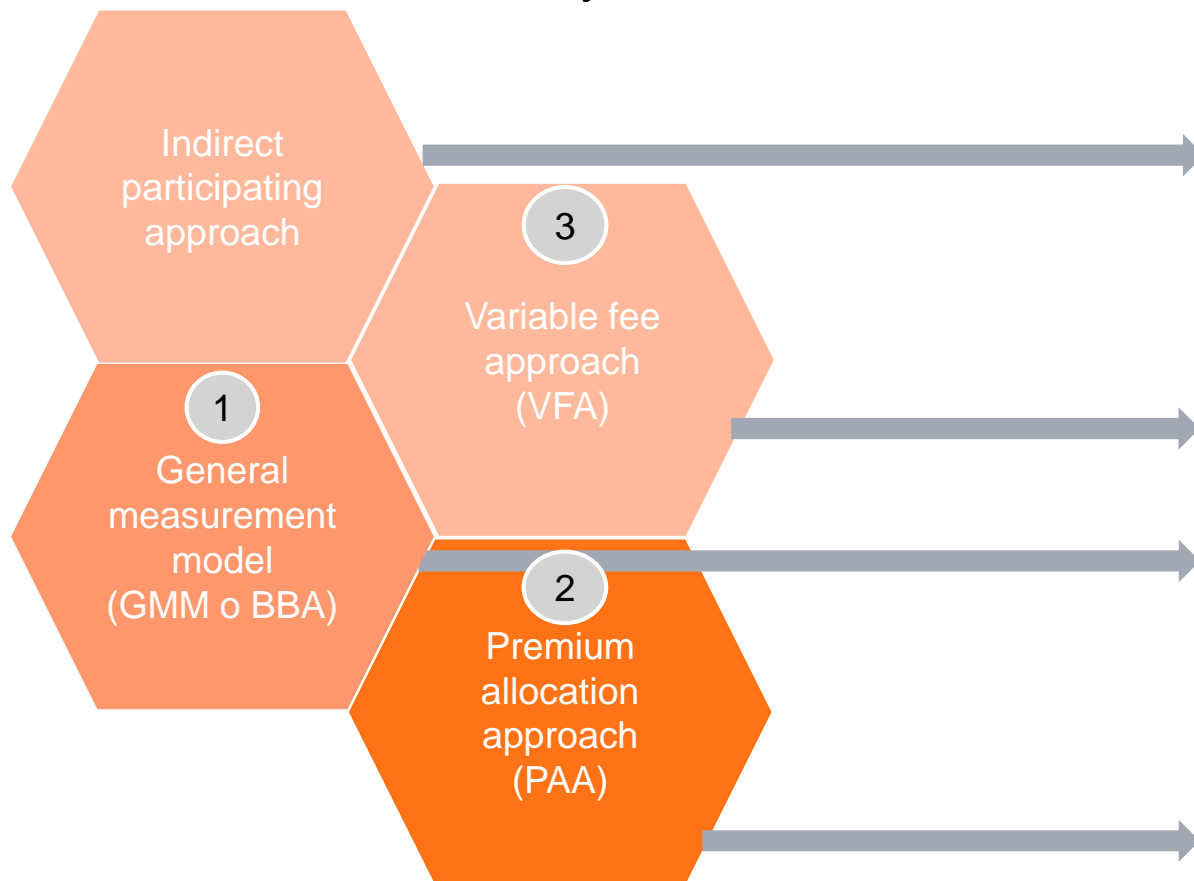 y
Indirect
participating
approach
3
Variable fee
approach
(VFA)
1
General
measurement
model
(GMM o BBA)
2
Premium
allocation
approach
(PAA)